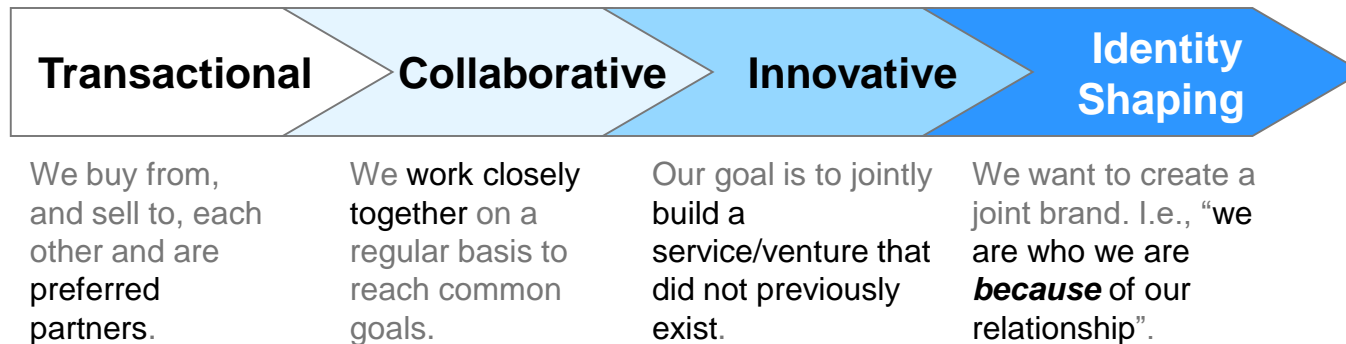 Transactional
Collaborative
Innovative
Identity
Shaping
We buy from,
and sell to, each
other and are
preferred
partners.
We work closely
together on a
regular basis to
reach common
goals.
Our goal is to jointly
build a
service/venture that
did not previously
exist.
We want to create a
joint brand. I.e., “we
are who we are
because of our
relationship”.